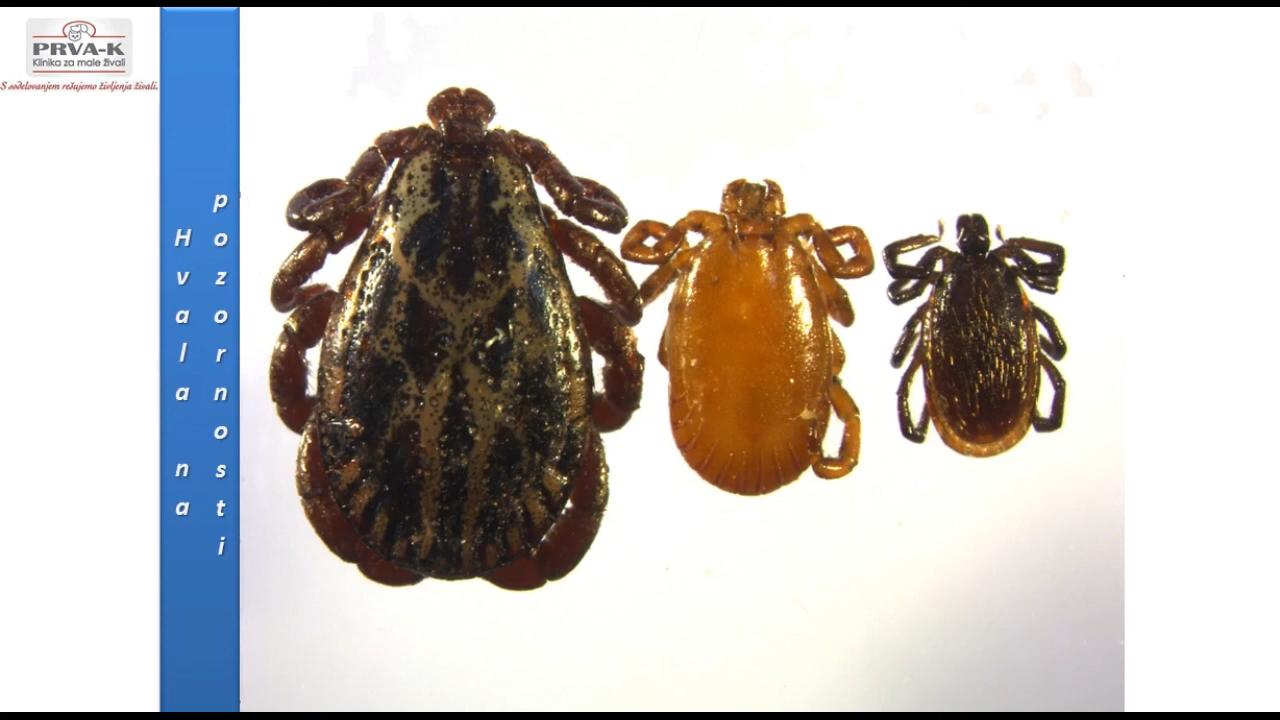 PRVA-K
Klinika za male živali
S sodelovanjem rešujemo življenja živali.
Hvala na
pozornosti